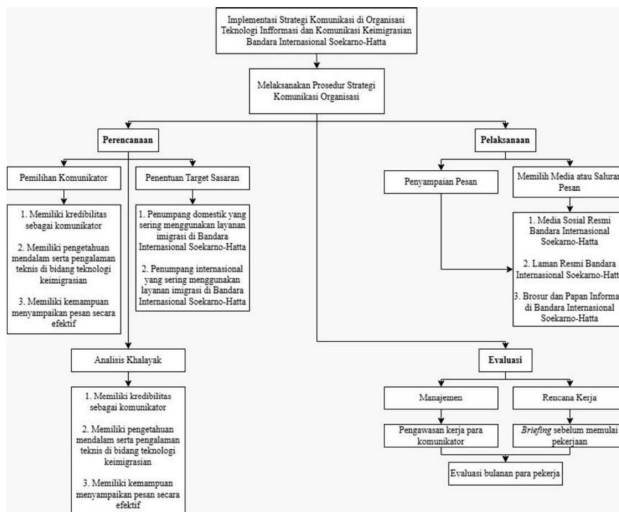 Implementasi Strategi Komunikasi di Organisasi
Teknologi Infformasi dan Komunikasi Keimigrasian
Bandara Internasional Soekarno-Hatta
Melaksanakan Prosedur Strategi
Komunikasi Organisasi
Perencanaan
Pemilihan Komunikator
Penentuan Target Sasaran
1. Memiliki kredibilitas
sebagai komunikator
2. Memiliki pengetahuan
mendalam serta pengalaman
teknis di bidang teknologi
keimigrasian
3. Memiliki kemampuan
menyampaikan pesan secara
efektif
1. Penumpang domestik yang
sering menggunakan layanan
imigrasi di Bandara
Internasional Soekarno-Hatta
2. Penumpang internasional
yang sering menggunakan
layanan imigrasi di Bandara
Internasional Soekarno-Hatta
Analisis Khalayak
1. Memiliki kredibilitas
sebagai komunikator
2. Memiliki pengetahuan
mendalam serta pengalaman
teknis di bidang teknologi
keimigrasian
3. Memiliki kemampuan
menyampaikan pesan secara
efektif
Pelaksanaan
Penyampaian Pesan
Memilih Media atau Saluran
Pesan
1. Media Sosial Resmi
Bandara Internasional
Soekarno-Hatta
2. Laman Resmi Bandara
Internasional Soekarno-Hatta
3. Brosur dan Papan Informa
di Bandara Internasional
Soekarno-Hatta
Evaluasi
Manajemen
Rencana Kerja
Pengawasan kerja para
komunikator
Briefing sebelum memulai
pekerjaan
Evaluasi bulanan para pekerja